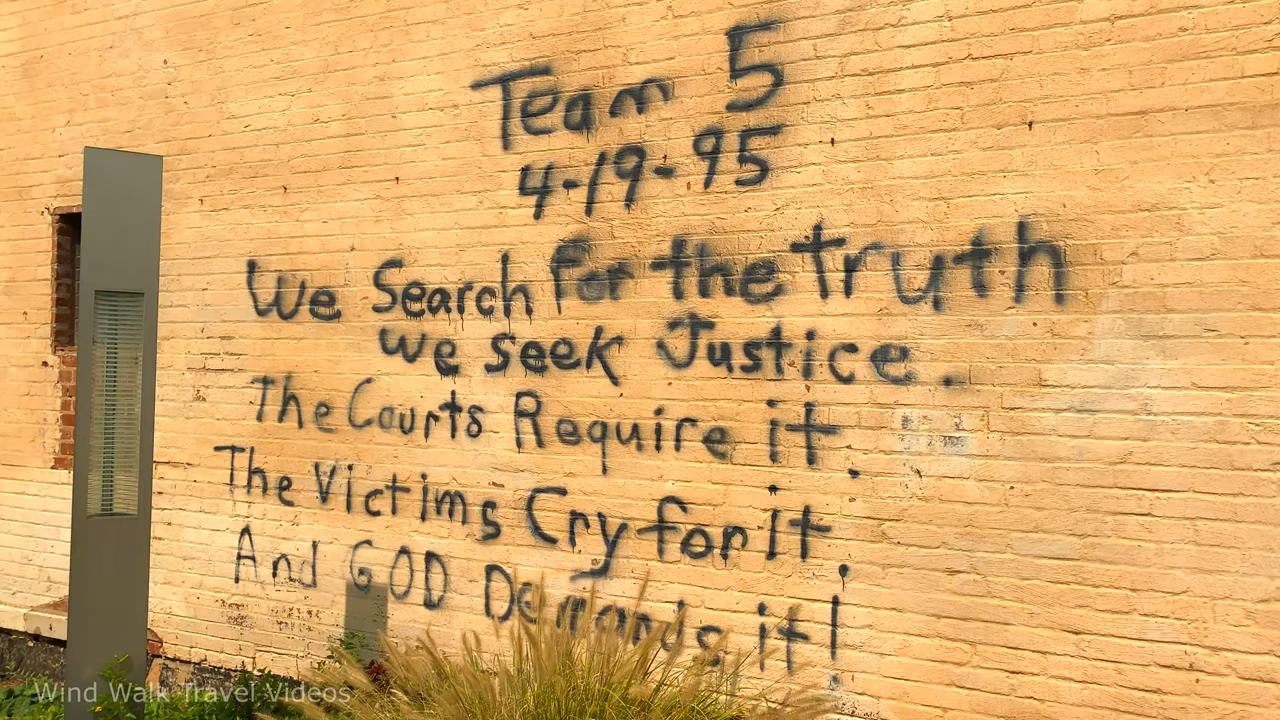 Team 5
4-19-95
We Search For the truth
we seek Justice.
The Courts Require it.
The Victims Cry for it.
And GOD Demands it!
Wind Walk Travel Videos